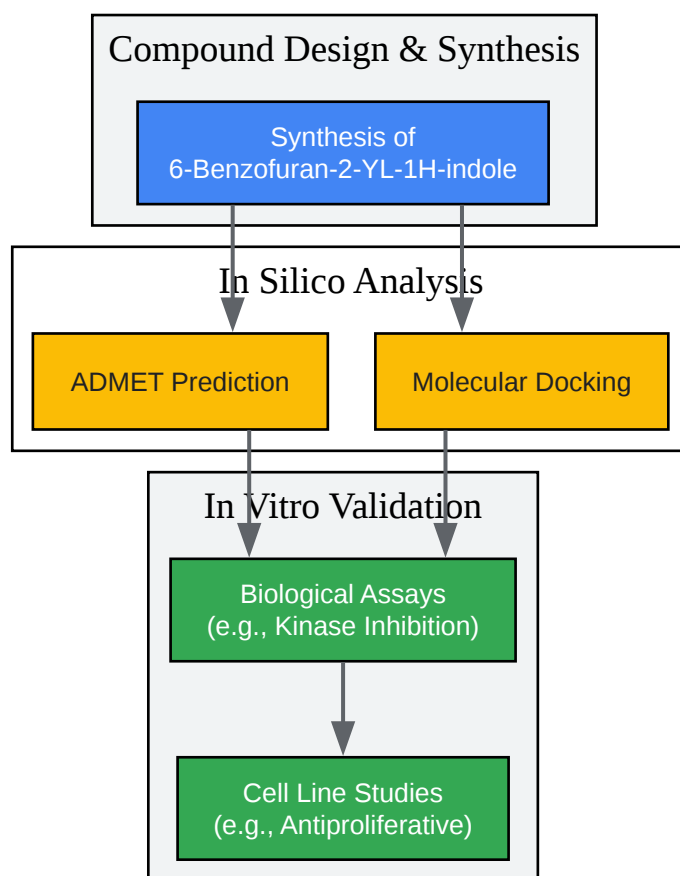 Compound Design & Synthesis
Synthesis of
6-Benzofuran-2-YL-1H-indole
In Silico Analysis
ADMET Prediction
Molecular Docking
In Vitro Validation
Biological Assays
(e.g., Kinase Inhibition)
Cell Line Studies
(e.g., Antiproliferative)